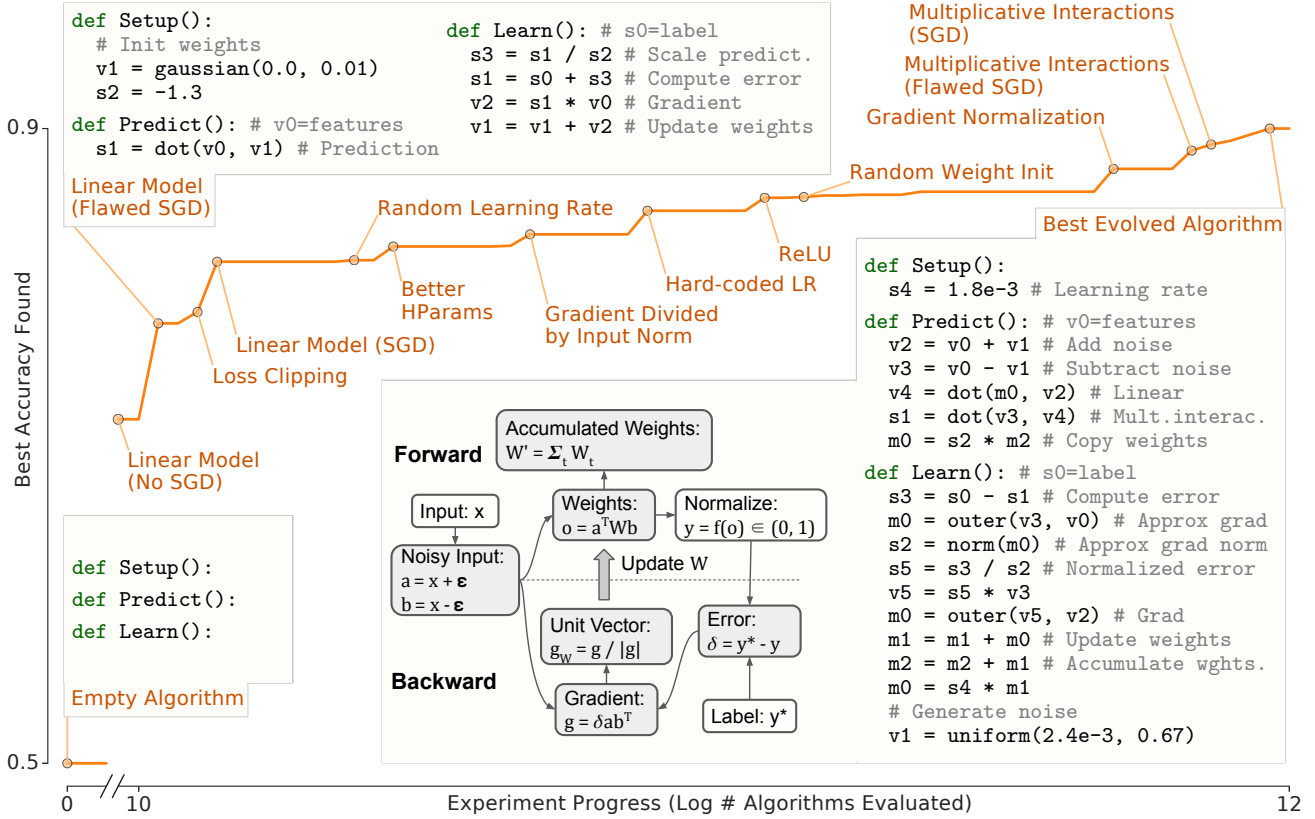 def Setup():
# Init weights
v1 = gaussian(0.0, 0.01)
s2 = -1.3
def Predict(): # v0=features
s1 = dot(v0, v1) # Prediction
def Learn(): # s0=label
s3 = s1 / s2 # Scale predict.
s1 = s0 + s3 # Compute error
v2 = s1 * v0 # Gradient
v1 = v1 + v2 # Update weights
Linear Model
(Flawed SGD)
Multiplicative Interactions
(SGD)
Multiplicative Interactions
(Flawed SGD)
Gradient Normalization
Random Weight Init
Random Learning Rate
ReLU
Hard-coded LR
Better
HParams
Gradient Divided
by Input Norm
Linear Model (SGD)
Loss Clipping
Linear Model
(No SGD)
Best Evolved Algorithm
def Setup():
s4 = 1.8e-3 # Learning rate
def Predict(): # v0=features
v2 = v0 + v1 # Add noise
v3 = v0 - v1 # Subtract noise
v4 = dot(m0, v2) # Linear
s1 = dot(v3, v4) # Mult.interac.
m0 = s2 * m2 # Copy weights
def Learn(): # s0=label
s3 = s0 - s1 # Compute error
m0 = outer(v3, v0) # Approx grad
s2 = norm(m0) # Approx grad norm
s5 = s3 / s2 # Normalized error
v5 = s5 * v3
m0 = outer(v5, v2) # Grad
m1 = m1 + m0 # Update weights
m2 = m2 + m1 # Accumulate wghts.
m0 = s4 * m1
# Generate noise
v1 = uniform(2.4e-3, 0.67)
Forward
Accumulated Weights:
W' = Σt Wt
Input: x
Weights:
o = aᵀWb
Normalize:
y = f(o) ∈ (0, 1)
Noisy Input:
a = x + ε
b = x - ε
Update W
Unit Vector:
gW = g / |g|
Error:
δ = y* - y
Backward
Gradient:
g = δabᵀ
Label: y*
def Setup():
def Predict():
def Learn():
Empty Algorithm
Best Accuracy Found
0.9
0.5
0
10
12
Experiment Progress (Log # Algorithms Evaluated)